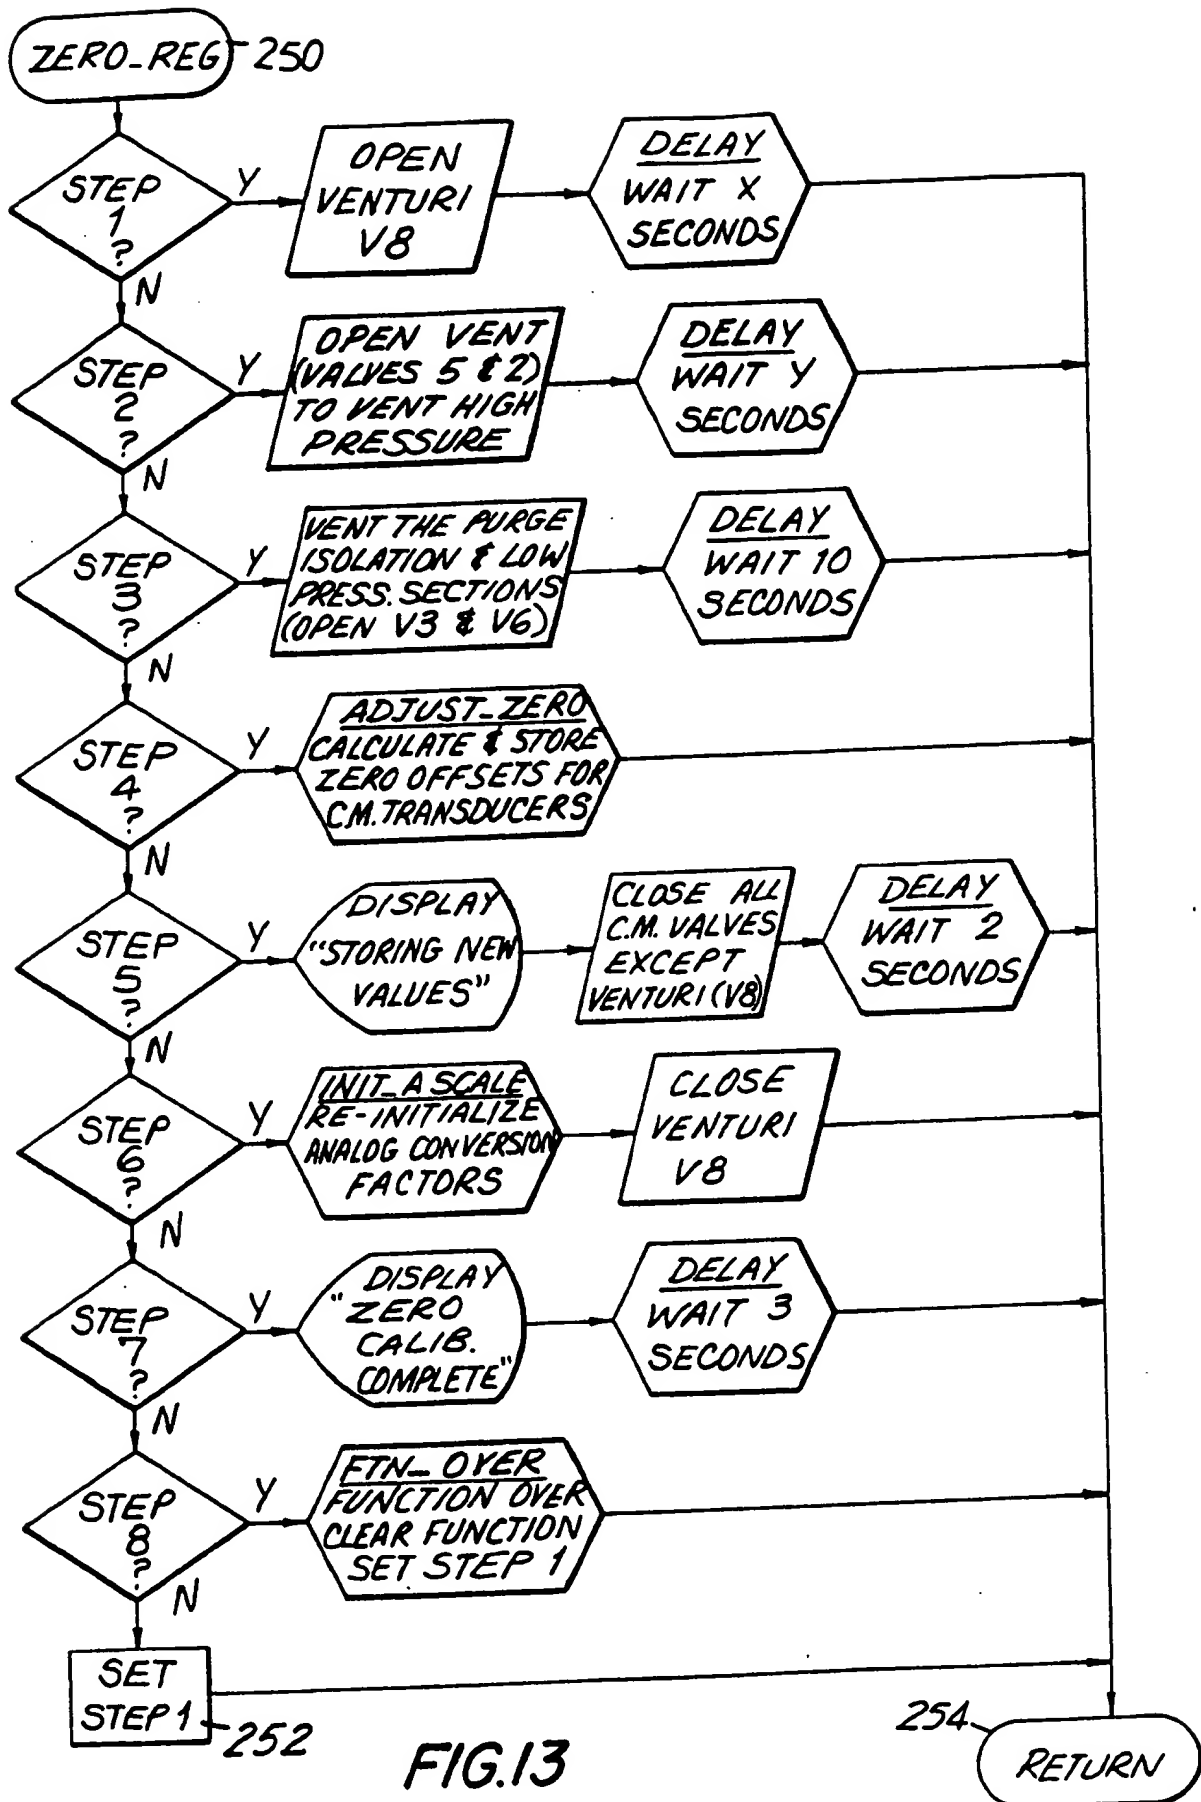 ZERO_REG 250
STEP
1
?
Y
N
OPEN
VENTURI
V8
DELAY
WAIT X
SECONDS
STEP
2
?
Y
N
OPEN VENT
(VALVES 5 & 2)
TO VENT HIGH
PRESSURE
DELAY
WAIT Y
SECONDS
STEP
3
?
Y
N
VENT THE PURGE
ISOLATION & LOW
PRESS. SECTIONS
(OPEN V3 & V6)
DELAY
WAIT 10
SECONDS
STEP
4
?
Y
N
ADJUST_ZERO
CALCULATE & STORE
ZERO OFFSETS FOR
C.M. TRANSDUCERS
STEP
5
?
Y
N
DISPLAY
"STORING NEW
VALUES"
CLOSE ALL
C.M. VALVES
EXCEPT
VENTURI (V8)
DELAY
WAIT 2
SECONDS
STEP
6
?
Y
N
INIT_A SCALE
RE-INITIALIZE
ANALOG CONVERSION
FACTORS
CLOSE
VENTURI
V8
STEP
7
?
Y
N
DISPLAY
"ZERO
CALIB.
COMPLETE"
DELAY
WAIT 3
SECONDS
STEP
8
?
Y
N
FTN_OVER
FUNCTION OVER
CLEAR FUNCTION
SET STEP 1
SET
STEP 1
252
254
RETURN
FIG.13